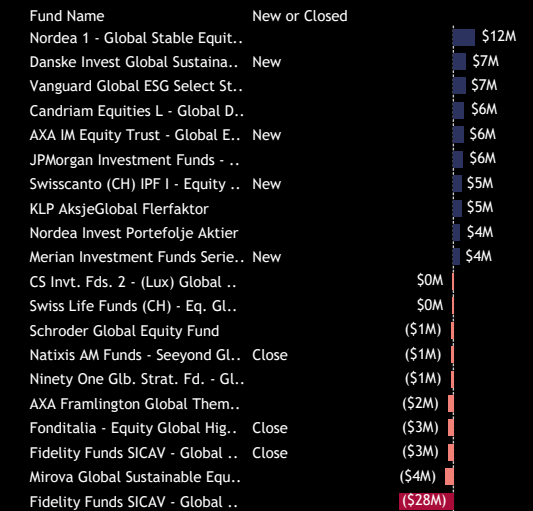 Fund Name New or Closed
Nordea 1 - Global Stable Equit.. $12M
Danske Invest Global Sustaina.. New $7M
Vanguard Global ESG Select St.. $7M
Candriam Equities L - Global D.. $6M
AXA IM Equity Trust - Global E.. New $6M
JPMorgan Investment Funds - .. $6M
Swisscanto (CH) IPF I - Equity .. New $5M
KLP AksjeGlobal Flerfaktor $5M
Nordea Invest Portefolje Aktier $4M
Merian Investment Funds Serie.. New $4M
CS Invt. Fds. 2 - (Lux) Global .. $0M
Swiss Life Funds (CH) - Eq. Gl.. $0M
Schroder Global Equity Fund ($1M)
Natixis AM Funds - Seeyond Gl.. Close ($1M)
Ninety One Glb. Strat. Fd. - Gl.. ($1M)
AXA Framlington Global Them.. ($2M)
Fonditalia - Equity Global Hig.. Close ($3M)
Fidelity Funds SICAV - Global .. Close ($3M)
Mirova Global Sustainable Equ.. ($4M)
Fidelity Funds SICAV - Global .. ($28M)